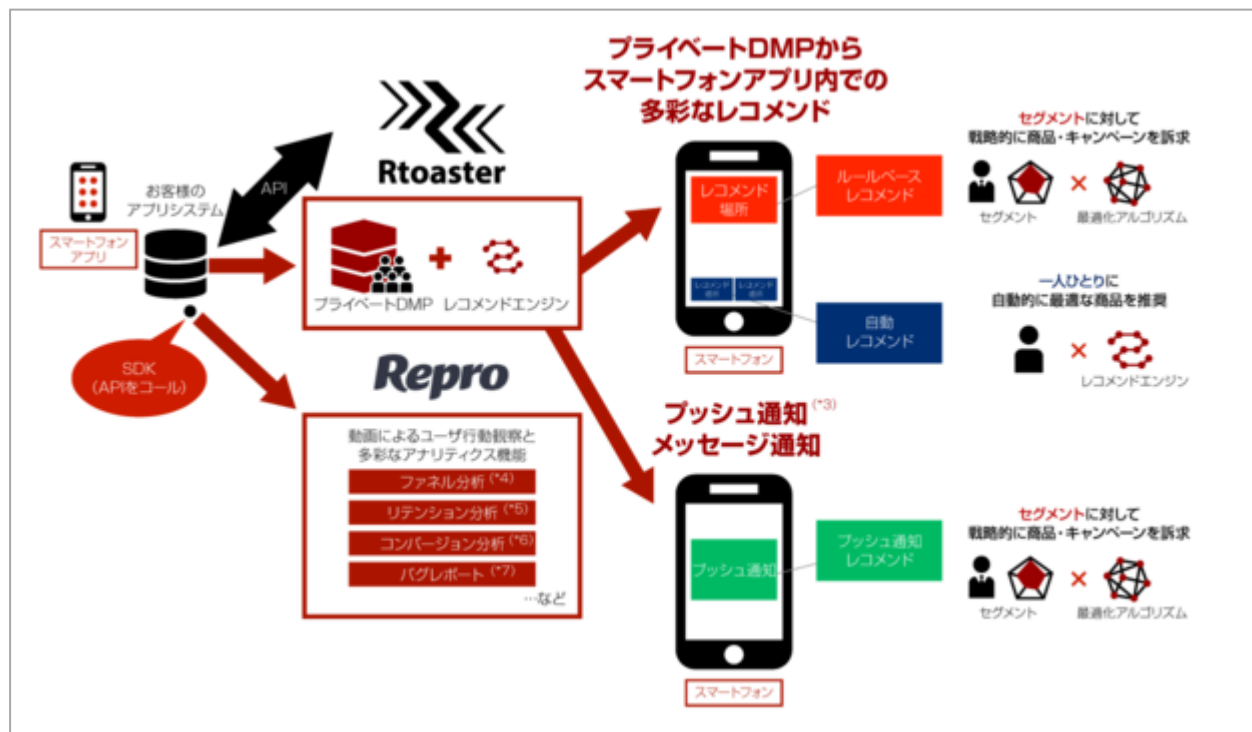 プライベートDMPから
スマートフォンアプリ内での
多彩なレコメンド
Rtoaster
API
お客様の
アプリシステム
スマートフォン
アプリ
プライベートDMP
レコメンドエンジン
SDK
(APIをコール)
Repro
動画によるユーザ行動観察と
多彩なアナリティクス機能
ファネル分析(*4)
リテンション分析(*5)
コンバージョン分析(*6)
バグレポート(*7)
…など
レコメンド
場所
レコメンド
場所
レコメンド
場所
スマートフォン
ルールベース
レコメンド
自動
レコメンド
セグメントに対して
戦略的に商品・キャンペーンを訴求
セグメント
最適化アルゴリズム
一人ひとりに
自動的に最適な商品を推奨
レコメンドエンジン
プッシュ通知(*3)
メッセージ通知
プッシュ通知
スマートフォン
プッシュ通知
レコメンド
セグメントに対して
戦略的に商品・キャンペーンを訴求
セグメント
最適化アルゴリズム